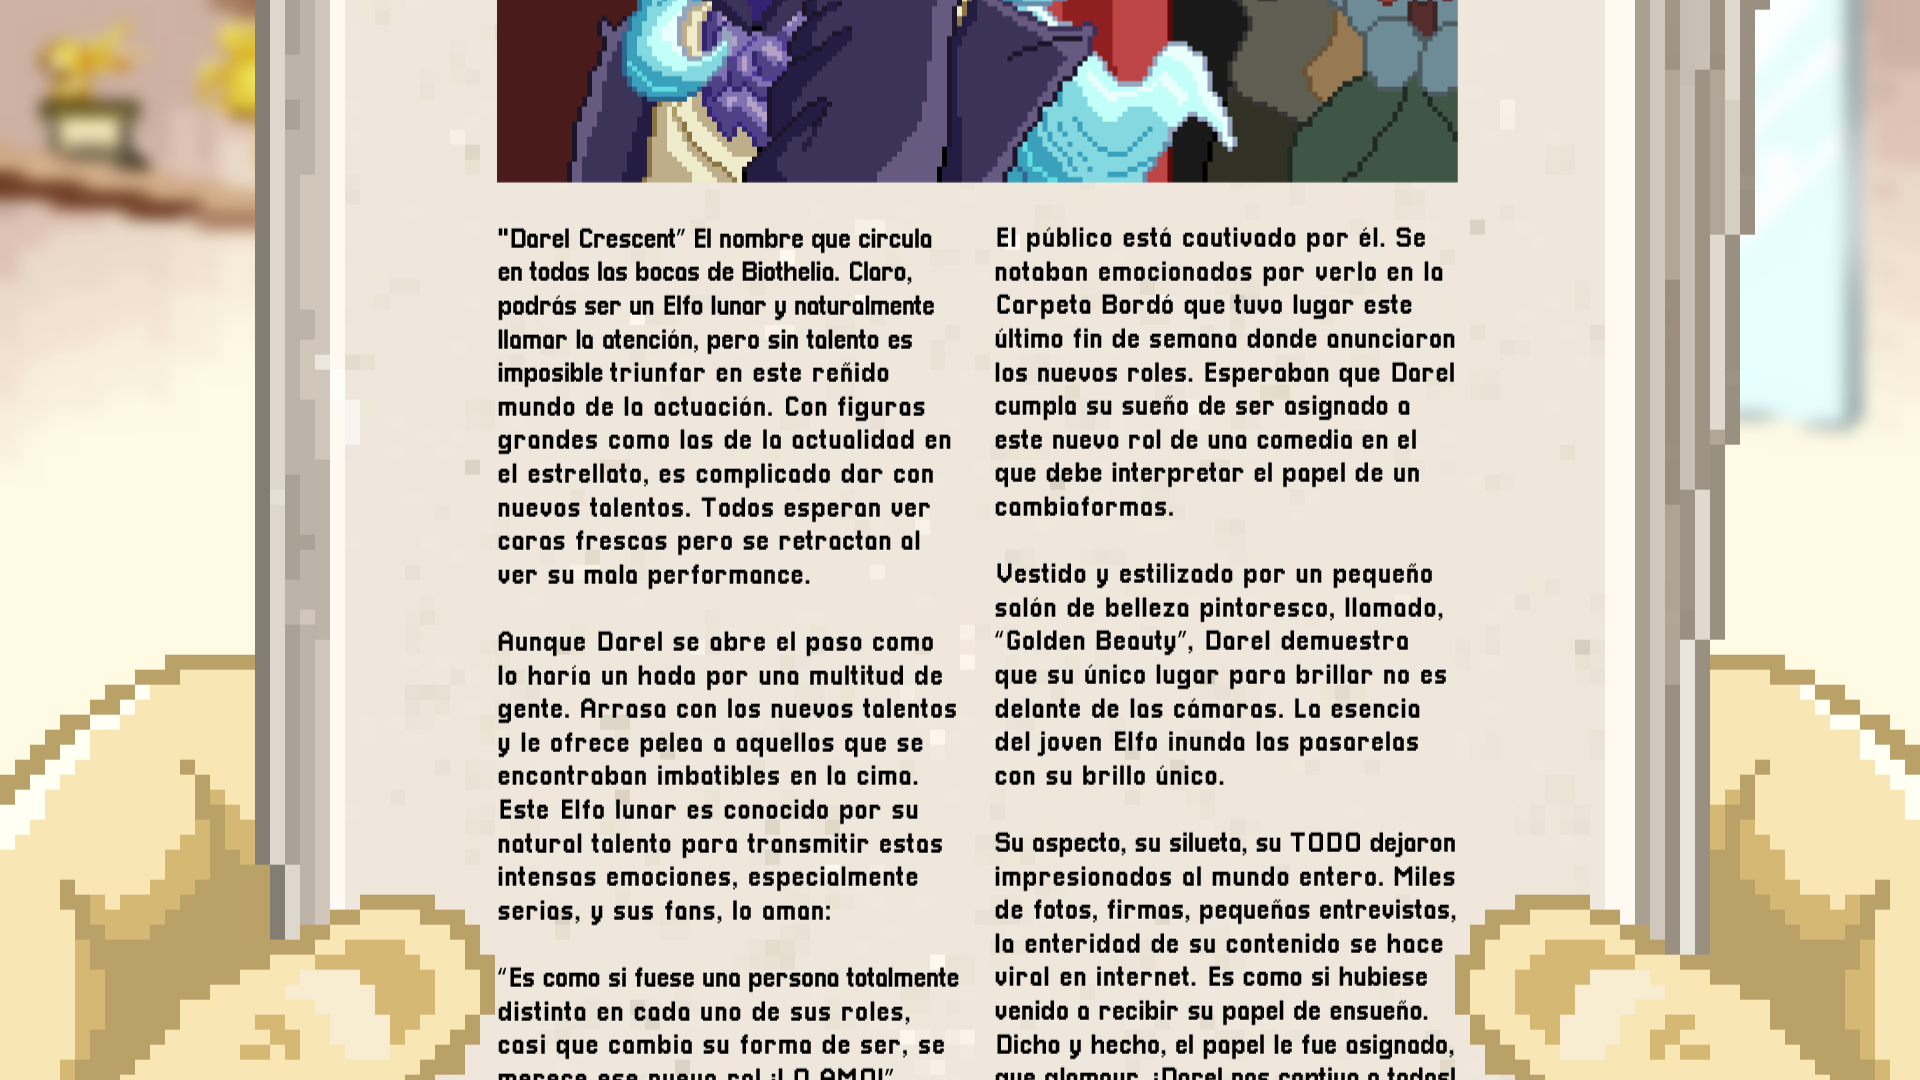 "Darel Crescent” El nombre que circula
en todas las bocas de Biothelia. Claro,
podrás ser un Elfo lunar y naturalmente
llamar la atención, pero sin talento es
imposible triunfar en este reñido
mundo de la actuación. Con figuras
grandes como las de la actualidad en
el estrellato, es complicado dar con
nuevos talentos. Todos esperan ver
caras frescas pero se retractan al
ver su mala performance.
Aunque Darel se abre el paso como
lo haría un hada por una multitud de
gente. Arrasa con los nuevos talentos
y le ofrece pelea a aquellos que se
encontraban imbatibles en la cima.
Este Elfo lunar es conocido por su
natural talento para transmitir estas
intensas emociones, especialmente
serias, y sus fans, lo aman:
“Es como si fuese una persona totalmente
distinta en cada uno de sus roles,
casi que cambia su forma de ser, se
merece ese nuevo rol ¡LO AMO!”
El público está cautivado por él. Se
notaban emocionados por verlo en la
Carpeta Bordó que tuvo lugar este
último fin de semana donde anunciaron
los nuevos roles. Esperaban que Darel
cumpla su sueño de ser asignado a
este nuevo rol de una comedia en el
que debe interpretar el papel de un
cambiaformas.
Vestido y estilizado por un pequeño
salón de belleza pintoresco, llamado,
“Golden Beauty”, Darel demuestra
que su único lugar para brillar no es
delante de las cámaras. La esencia
del joven Elfo inunda las pasarelas
con su brillo único.
Su aspecto, su silueta, su TODO dejaron
impresionados al mundo entero. Miles
de fotos, firmas, pequeñas entrevistas,
la enteridad de su contenido se hace
viral en internet. Es como si hubiese
venido a recibir su papel de ensueño.
Dicho y hecho, el papel le fue asignado,
que glamour, ¡Darel nos cautivo a todos!